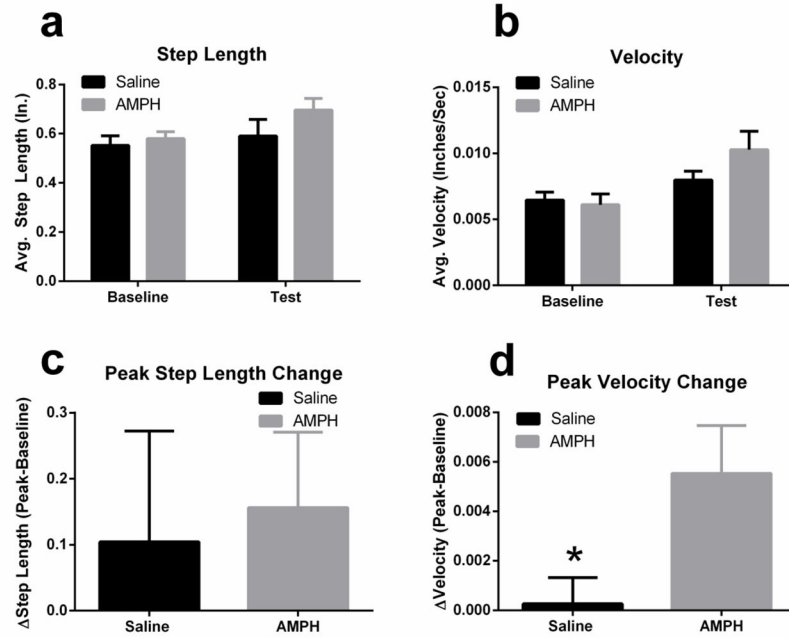 a
Step Length
Saline
AMPH
Avg. Step Length (In.)
0.8
0.6
0.4
0.2
0.0
Baseline Test
b
Velocity
Saline
AMPH
Avg. Velocity (Inches/Sec)
0.015
0.010
0.005
0.000
Baseline Test
c
Peak Step Length Change
Saline
AMPH
ΔStep Length (Peak-Baseline)
0.3
0.2
0.1
0.0
Saline AMPH
d
Peak Velocity Change
Saline
AMPH
ΔVelocity (Peak-Baseline)
0.008
0.006
0.004
0.002
0.000
*
Saline AMPH